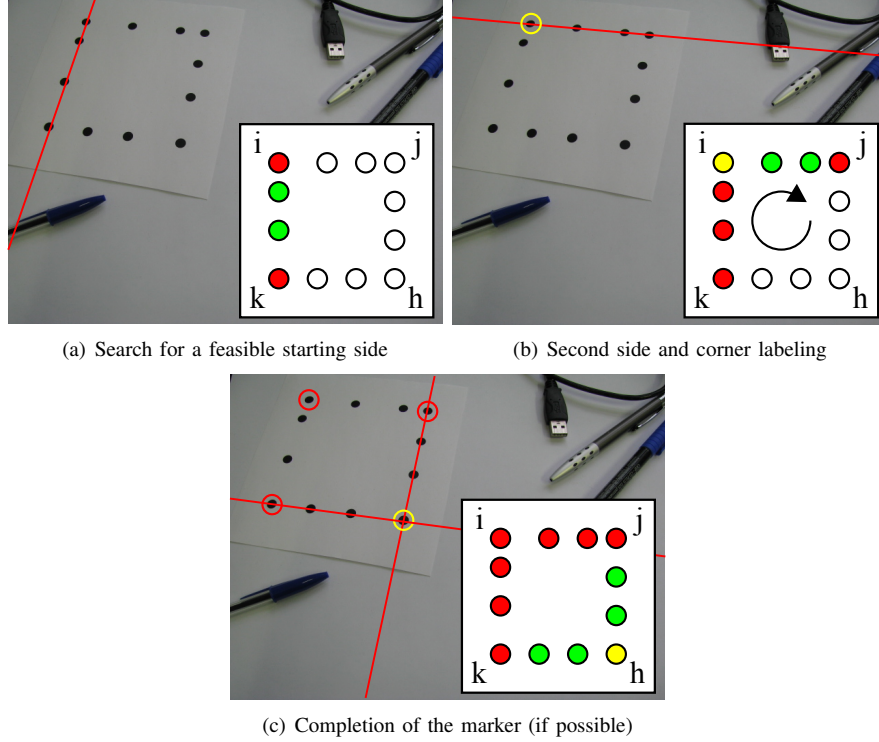 i
j
k
h
(a) Search for a feasible starting side
i
j
k
h
(b) Second side and corner labeling
i
j
k
h
(c) Completion of the marker (if possible)